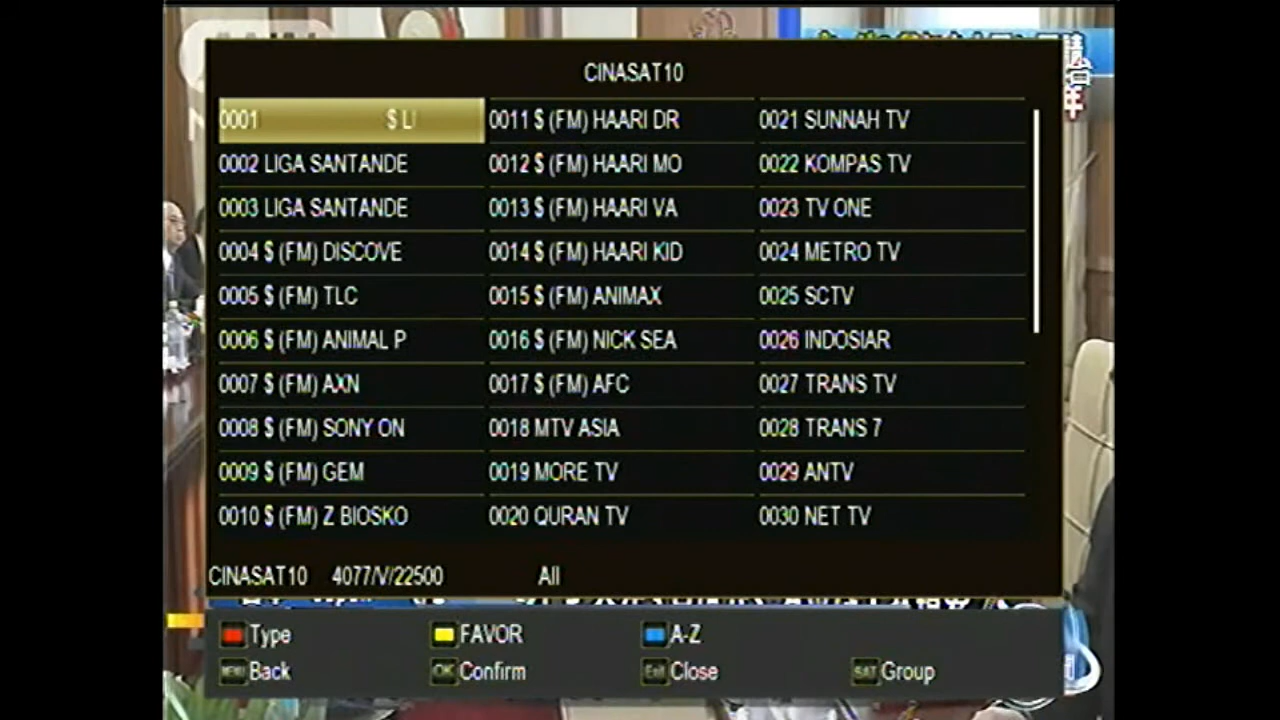 CINASAT10
0001 $ LI
0002 LIGA SANTANDE
0003 LIGA SANTANDE
0004 $ (FM) DISCOVE
0005 $ (FM) TLC
0006 $ (FM) ANIMAL P
0007 $ (FM) AXN
0008 $ (FM) SONY ON
0009 $ (FM) GEM
0010 $ (FM) Z BIOSKO
0011 $ (FM) HAARI DR
0012 $ (FM) HAARI MO
0013 $ (FM) HAARI VA
0014 $ (FM) HAARI KID
0015 $ (FM) ANIMAX
0016 $ (FM) NICK SEA
0017 $ (FM) AFC
0018 MTV ASIA
0019 MORE TV
0020 QURAN TV
0021 SUNNAH TV
0022 KOMPAS TV
0023 TV ONE
0024 METRO TV
0025 SCTV
0026 INDOSIAR
0027 TRANS TV
0028 TRANS 7
0029 ANTV
0030 NET TV
CINASAT10 4077/V/22500 All
Type FAVOR A-Z
MENU Back OK Confirm Exit Close SAT Group